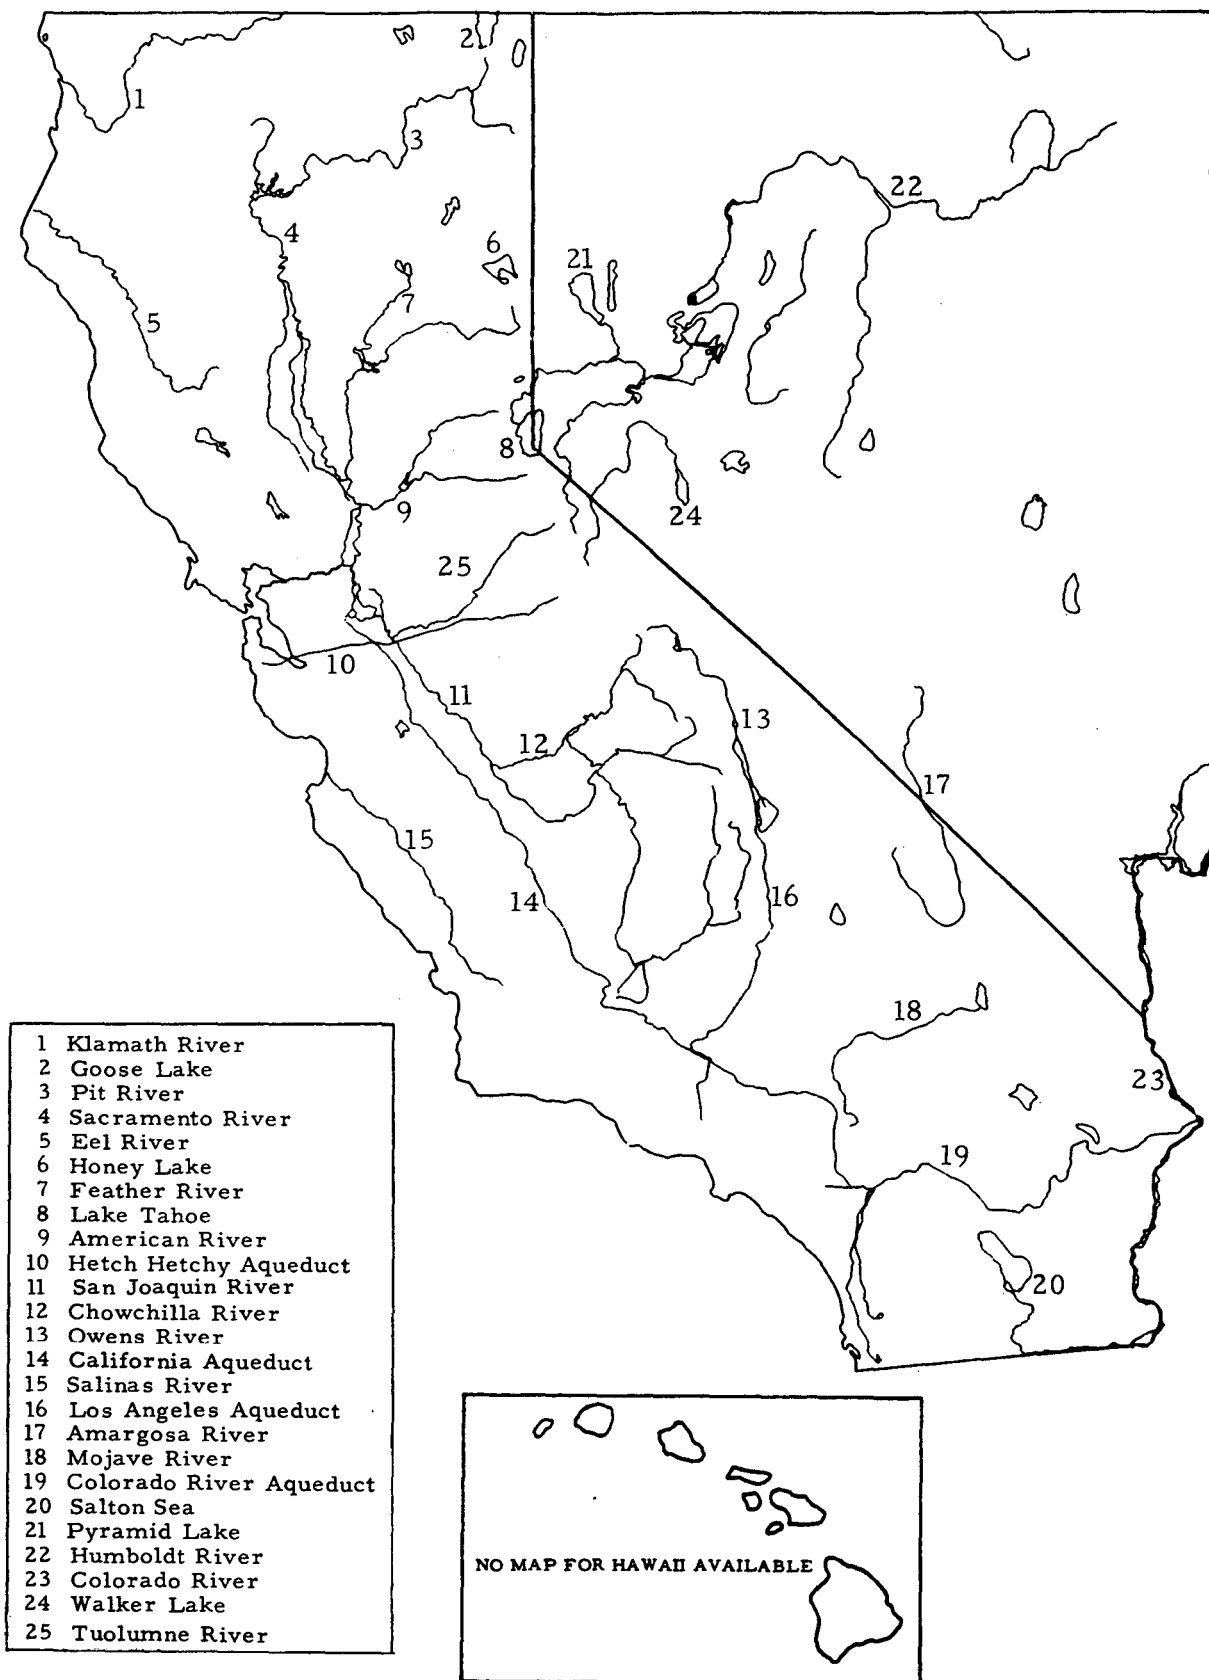 2
1
3
4
6
21
22
5
7
8
24
9
25
10
11
13
12
17
15
14
16
18
23
19
20
1 Klamath River
2 Goose Lake
3 Pit River
4 Sacramento River
5 Eel River
6 Honey Lake
7 Feather River
8 Lake Tahoe
9 American River
10 Hetch Hetchy Aqueduct
11 San Joaquin River
12 Chowchilla River
13 Owens River
14 California Aqueduct
15 Salinas River
16 Los Angeles Aqueduct
17 Amargosa River
18 Mojave River
19 Colorado River Aqueduct
20 Salton Sea
21 Pyramid Lake
22 Humboldt River
23 Colorado River
24 Walker Lake
25 Tuolumne River
NO MAP FOR HAWAII AVAILABLE